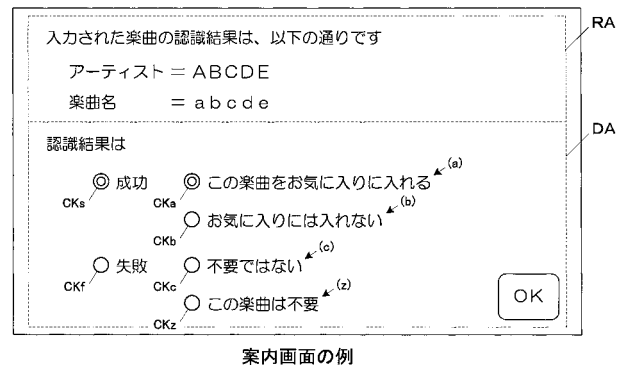 入力された楽曲の認識結果は、以下の通りです
RA
アーティスト＝ＡＢＣＤＥ
楽曲名　　　＝ａｂｃｄｅ
DA
認識結果は
◎ 成功 ◎ この楽曲をお気に入りに入れる (a)
CKs CKa
○ お気に入りには入れない (b)
CKb
○ 失敗 ○ 不要ではない (c)
CKf CKc
○ この楽曲は不要 (z)
CKz
ＯＫ
案内画面の例